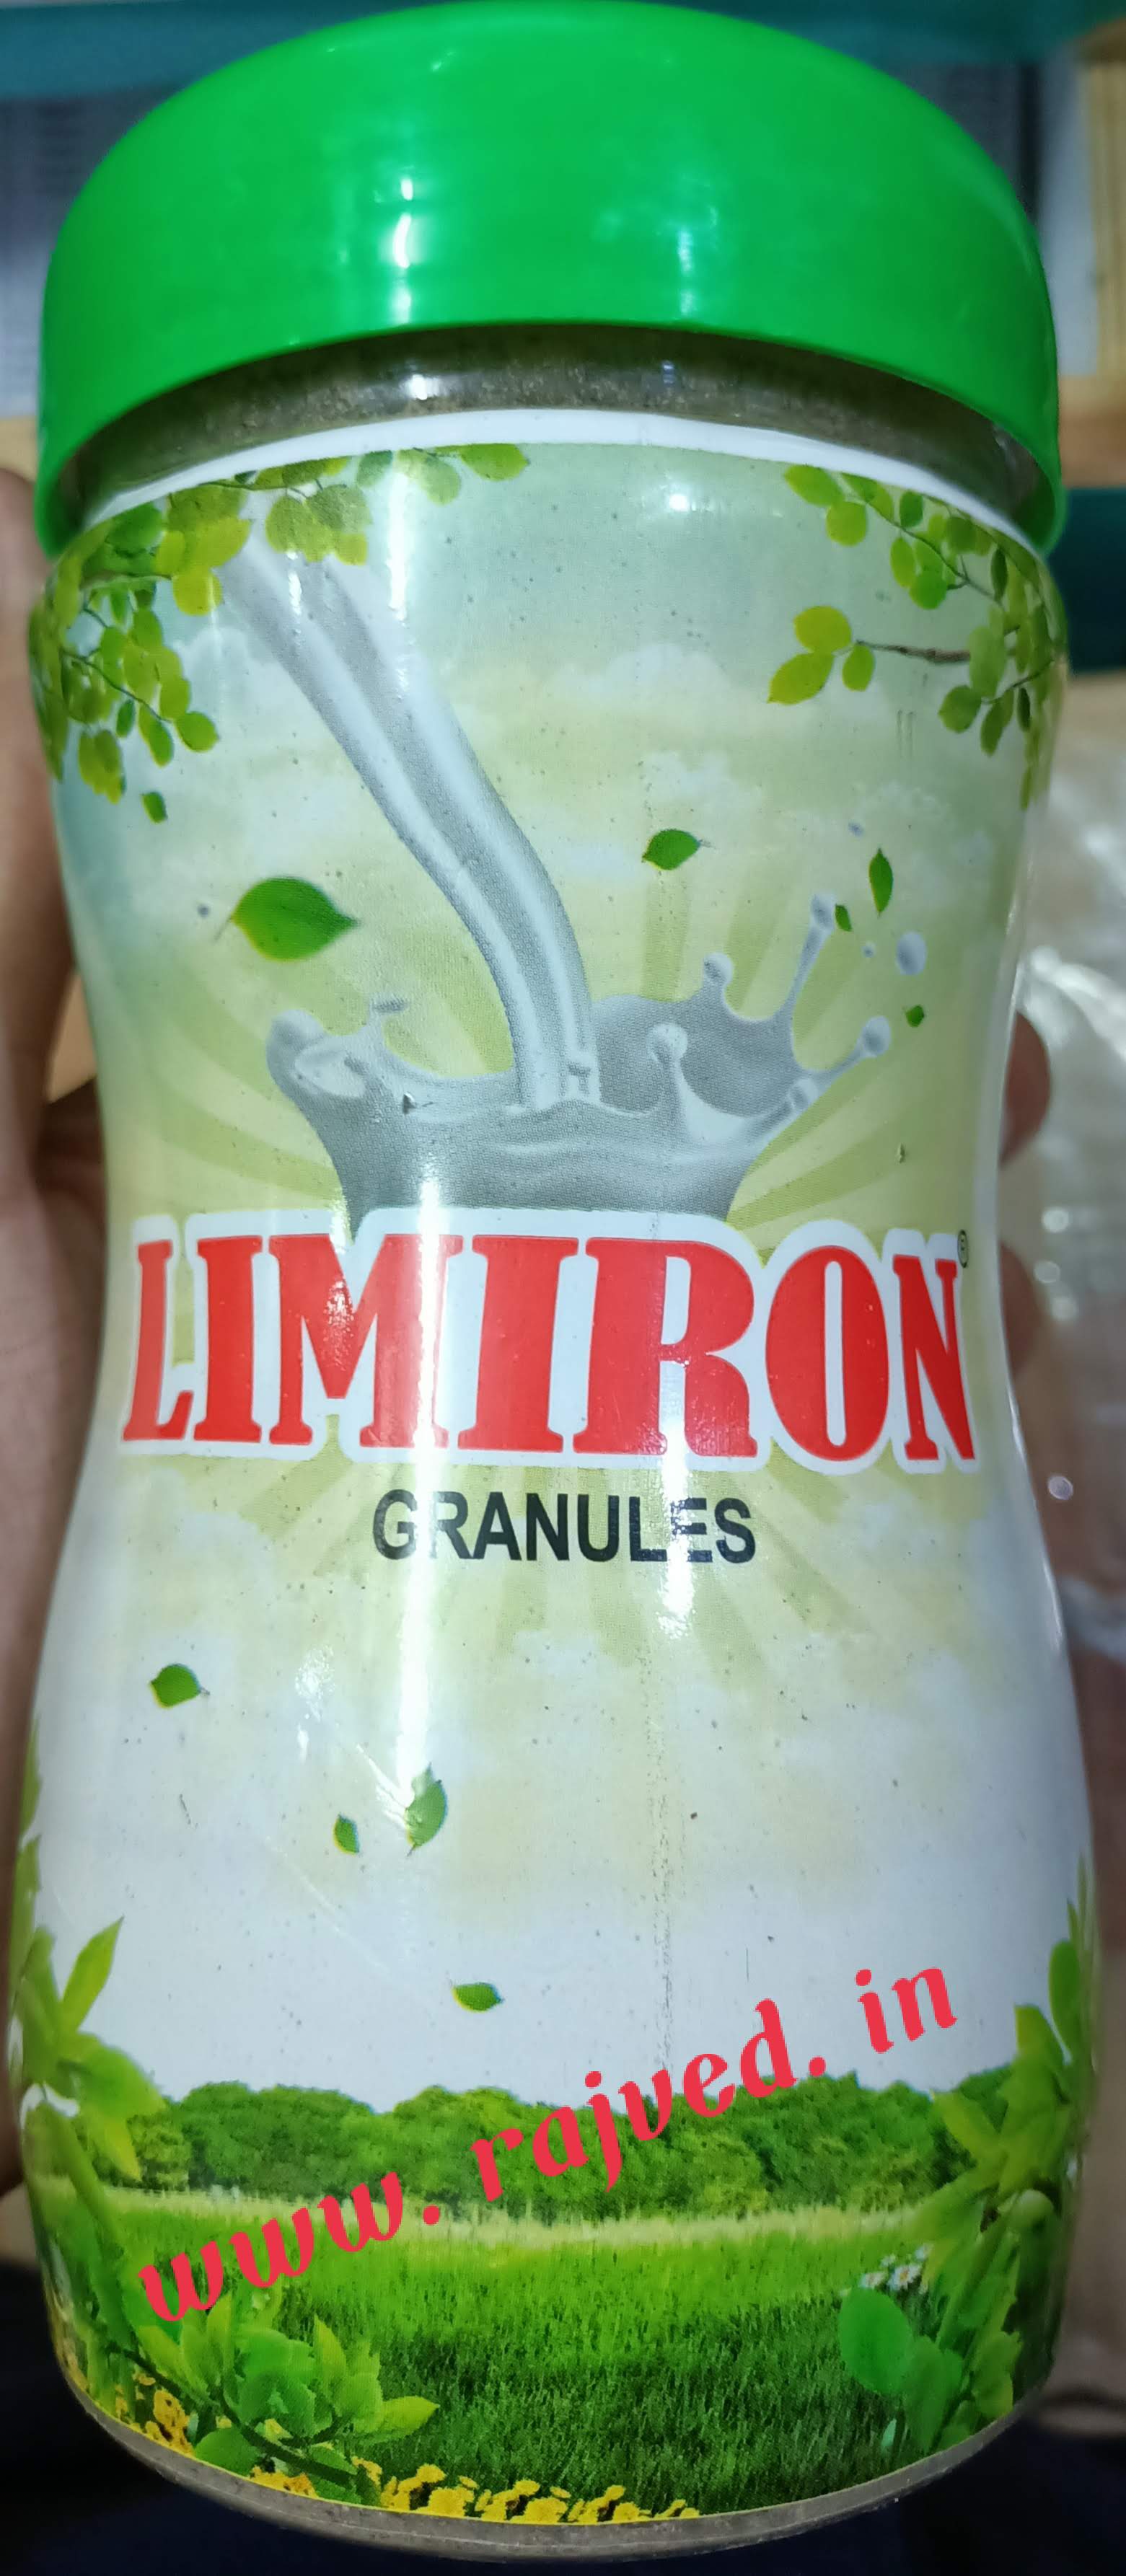 LIMIRON®
GRANULES
www. rajved. in